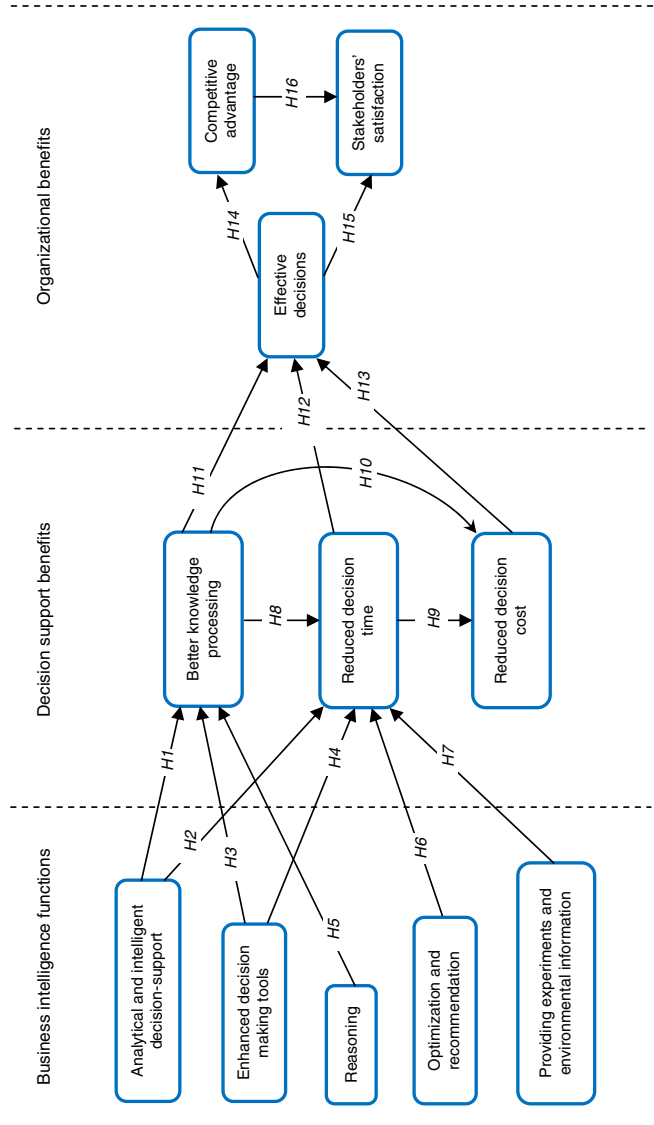 Business intelligence functions
Decision support benefits
Organizational benefits
Analytical and intelligent
decision-support
Enhanced decision
making tools
Reasoning
Optimization and
recommendation
Providing experiments and
environmental information
H1
H2
H3
H4
H5
H6
H7
Better knowledge
processing
H8
Reduced decision
time
H9
Reduced decision
cost
H10
H11
H12
H13
Effective
decisions
H14
H15
Competitive
advantage
H16
Stakeholders'
satisfaction